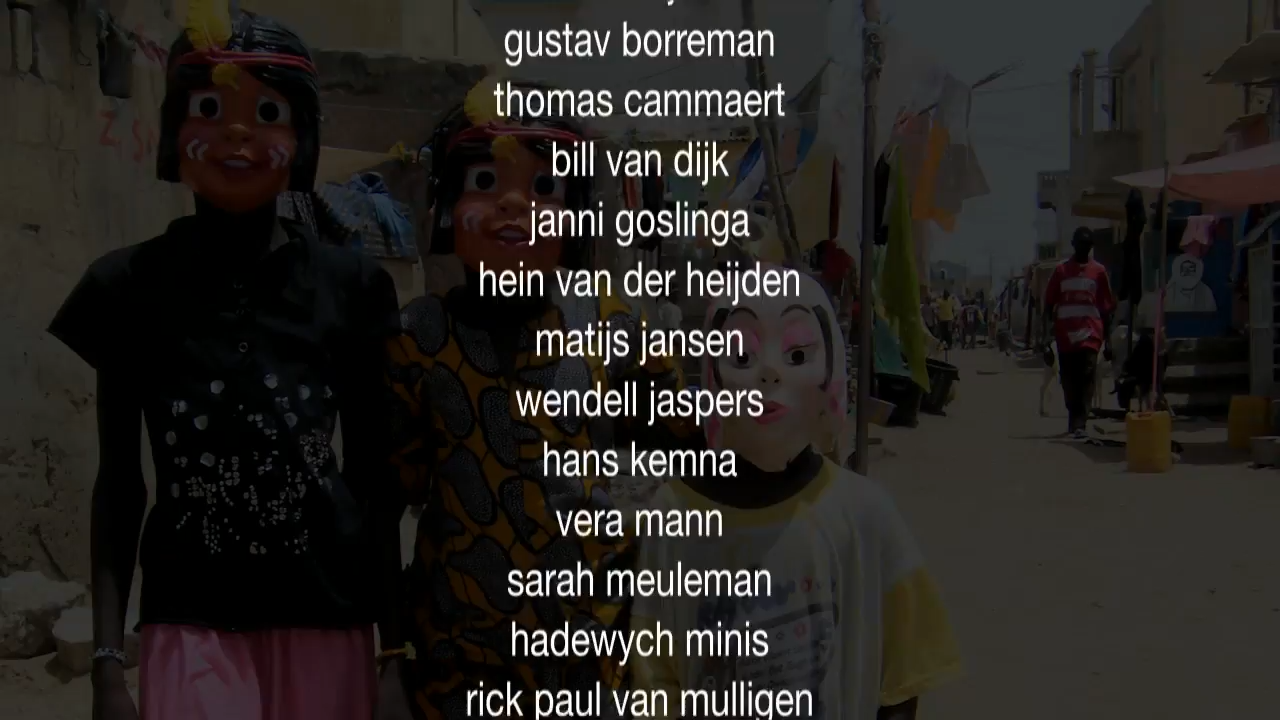 gustav borreman
thomas cammaert
bill van dijk
janni goslinga
hein van der heijden
matijs jansen
wendell jaspers
hans kemna
vera mann
sarah meuleman
hadewych minis
rick paul van mulligen